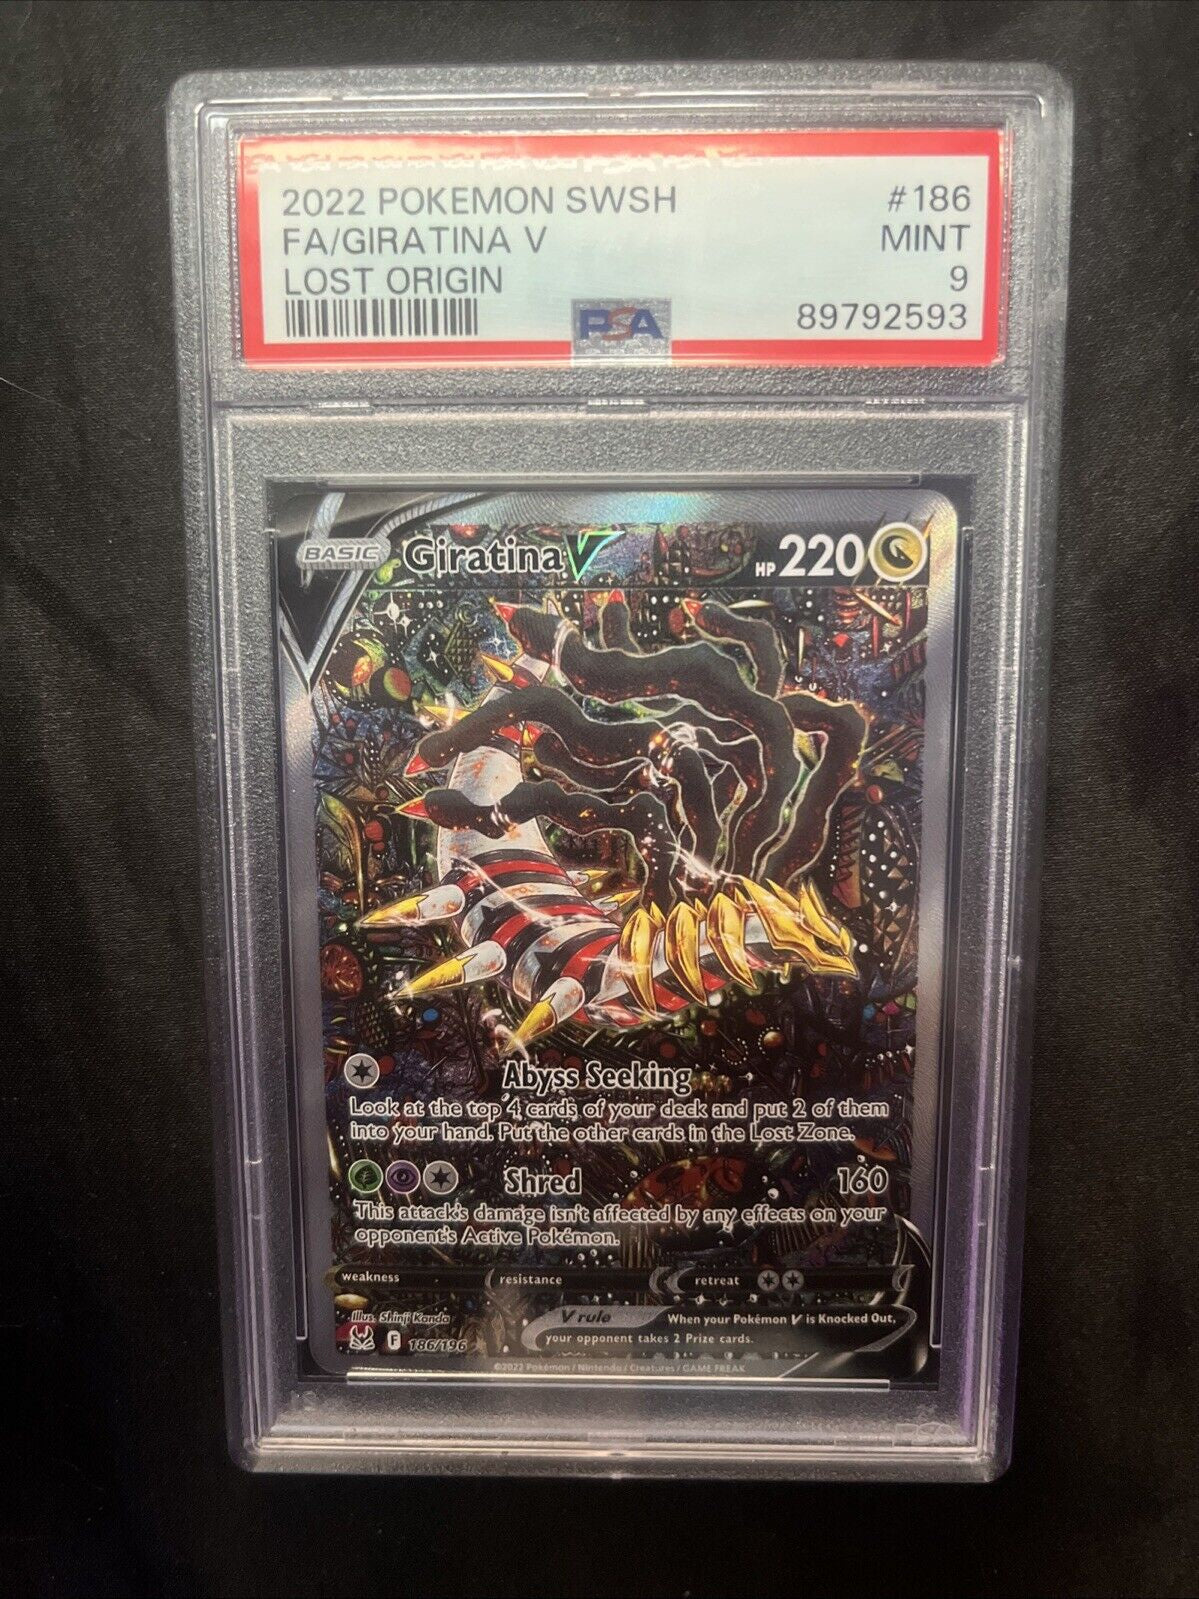 2022 POKEMON SWSH #186
FA/GIRATINA V MINT
LOST ORIGIN 9
PSA 89792593
BASIC Giratina V HP 220
Abyss Seeking
Look at the top 4 cards of your deck and put 2 of them
into your hand. Put the other cards in the Lost Zone.
Shred 160
This attack's damage isn't affected by any effects on your
opponent's Active Pokémon.
weakness resistance retreat
Illus. Shinji Kanda
V rule When your Pokémon V is Knocked Out,
your opponent takes 2 Prize cards.
F 186/196
©2022 Pokémon / Nintendo / Creatures / GAME FREAK